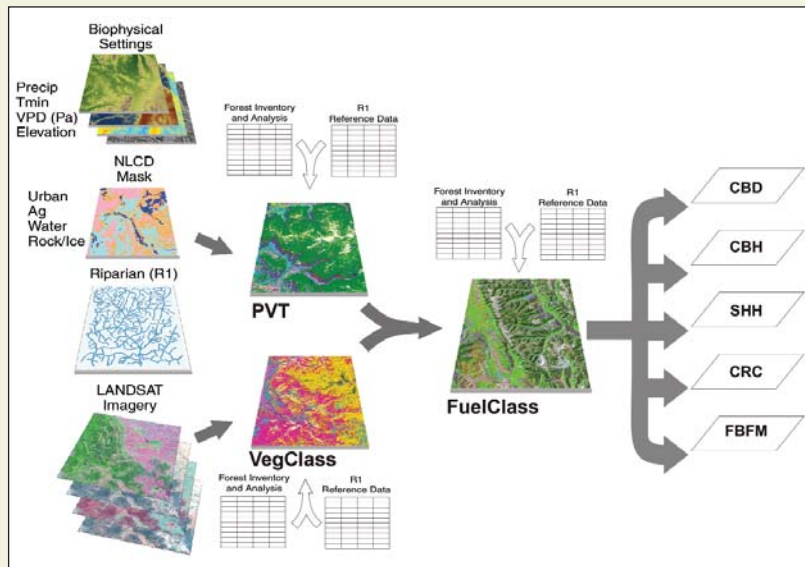 Biophysical
Settings
Precip
Tmin
VPD (Pa)
Elevation
NLCD
Mask
Urban
Ag
Water
Rock/Ice
Riparian (R1)
LANDSAT
Imagery
Forest Inventory
and Analysis
R1
Reference Data
PVT
VegClass
Forest Inventory
and Analysis
R1
Reference Data
Forest Inventory
and Analysis
R1
Reference Data
FuelClass
CBD
CBH
SHH
CRC
FBFM